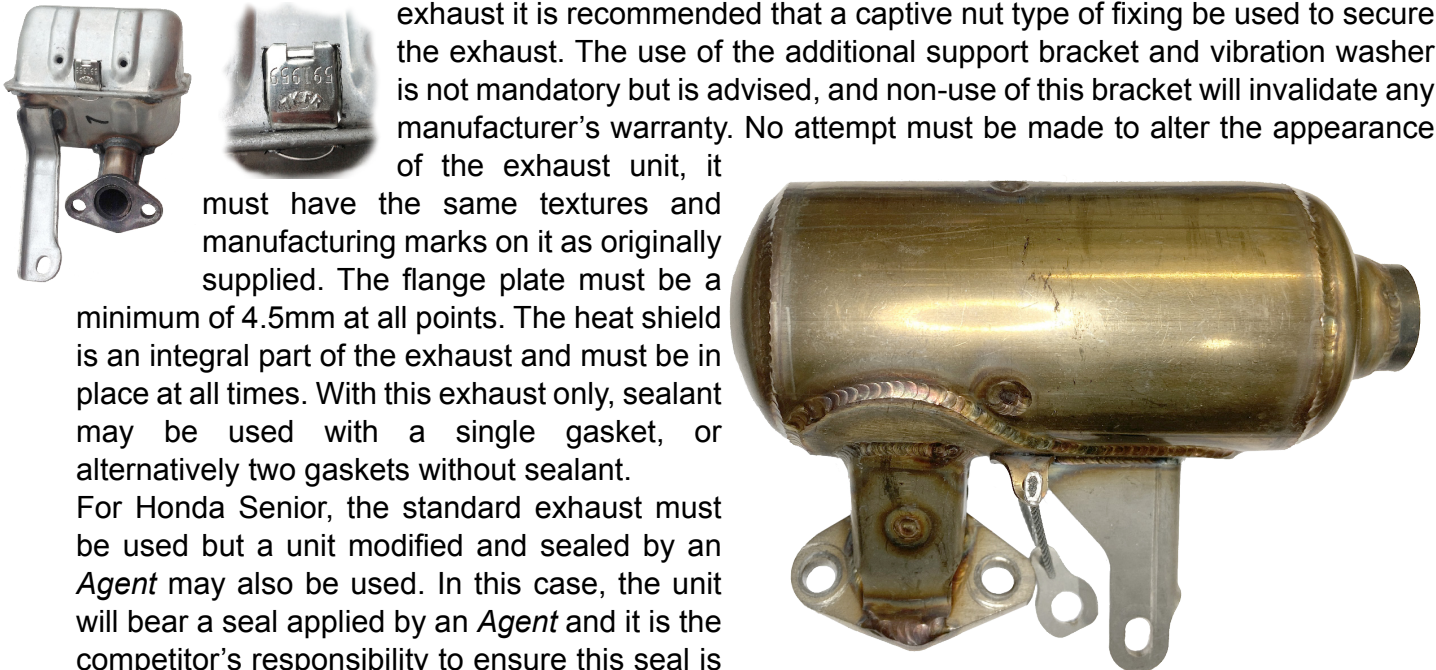 exhaust it is recommended that a captive nut type of fixing be used to secure
the exhaust. The use of the additional support bracket and vibration washer
is not mandatory but is advised, and non-use of this bracket will invalidate any
manufacturer’s warranty. No attempt must be made to alter the appearance
of the exhaust unit, it
must have the same textures and
manufacturing marks on it as originally
supplied. The flange plate must be a
minimum of 4.5mm at all points. The heat shield
is an integral part of the exhaust and must be in
place at all times. With this exhaust only, sealant
may be used with a single gasket, or
alternatively two gaskets without sealant.
For Honda Senior, the standard exhaust must
be used but a unit modified and sealed by an
Agent may also be used. In this case, the unit
will bear a seal applied by an Agent and it is the
competitor’s responsibility to ensure this seal is